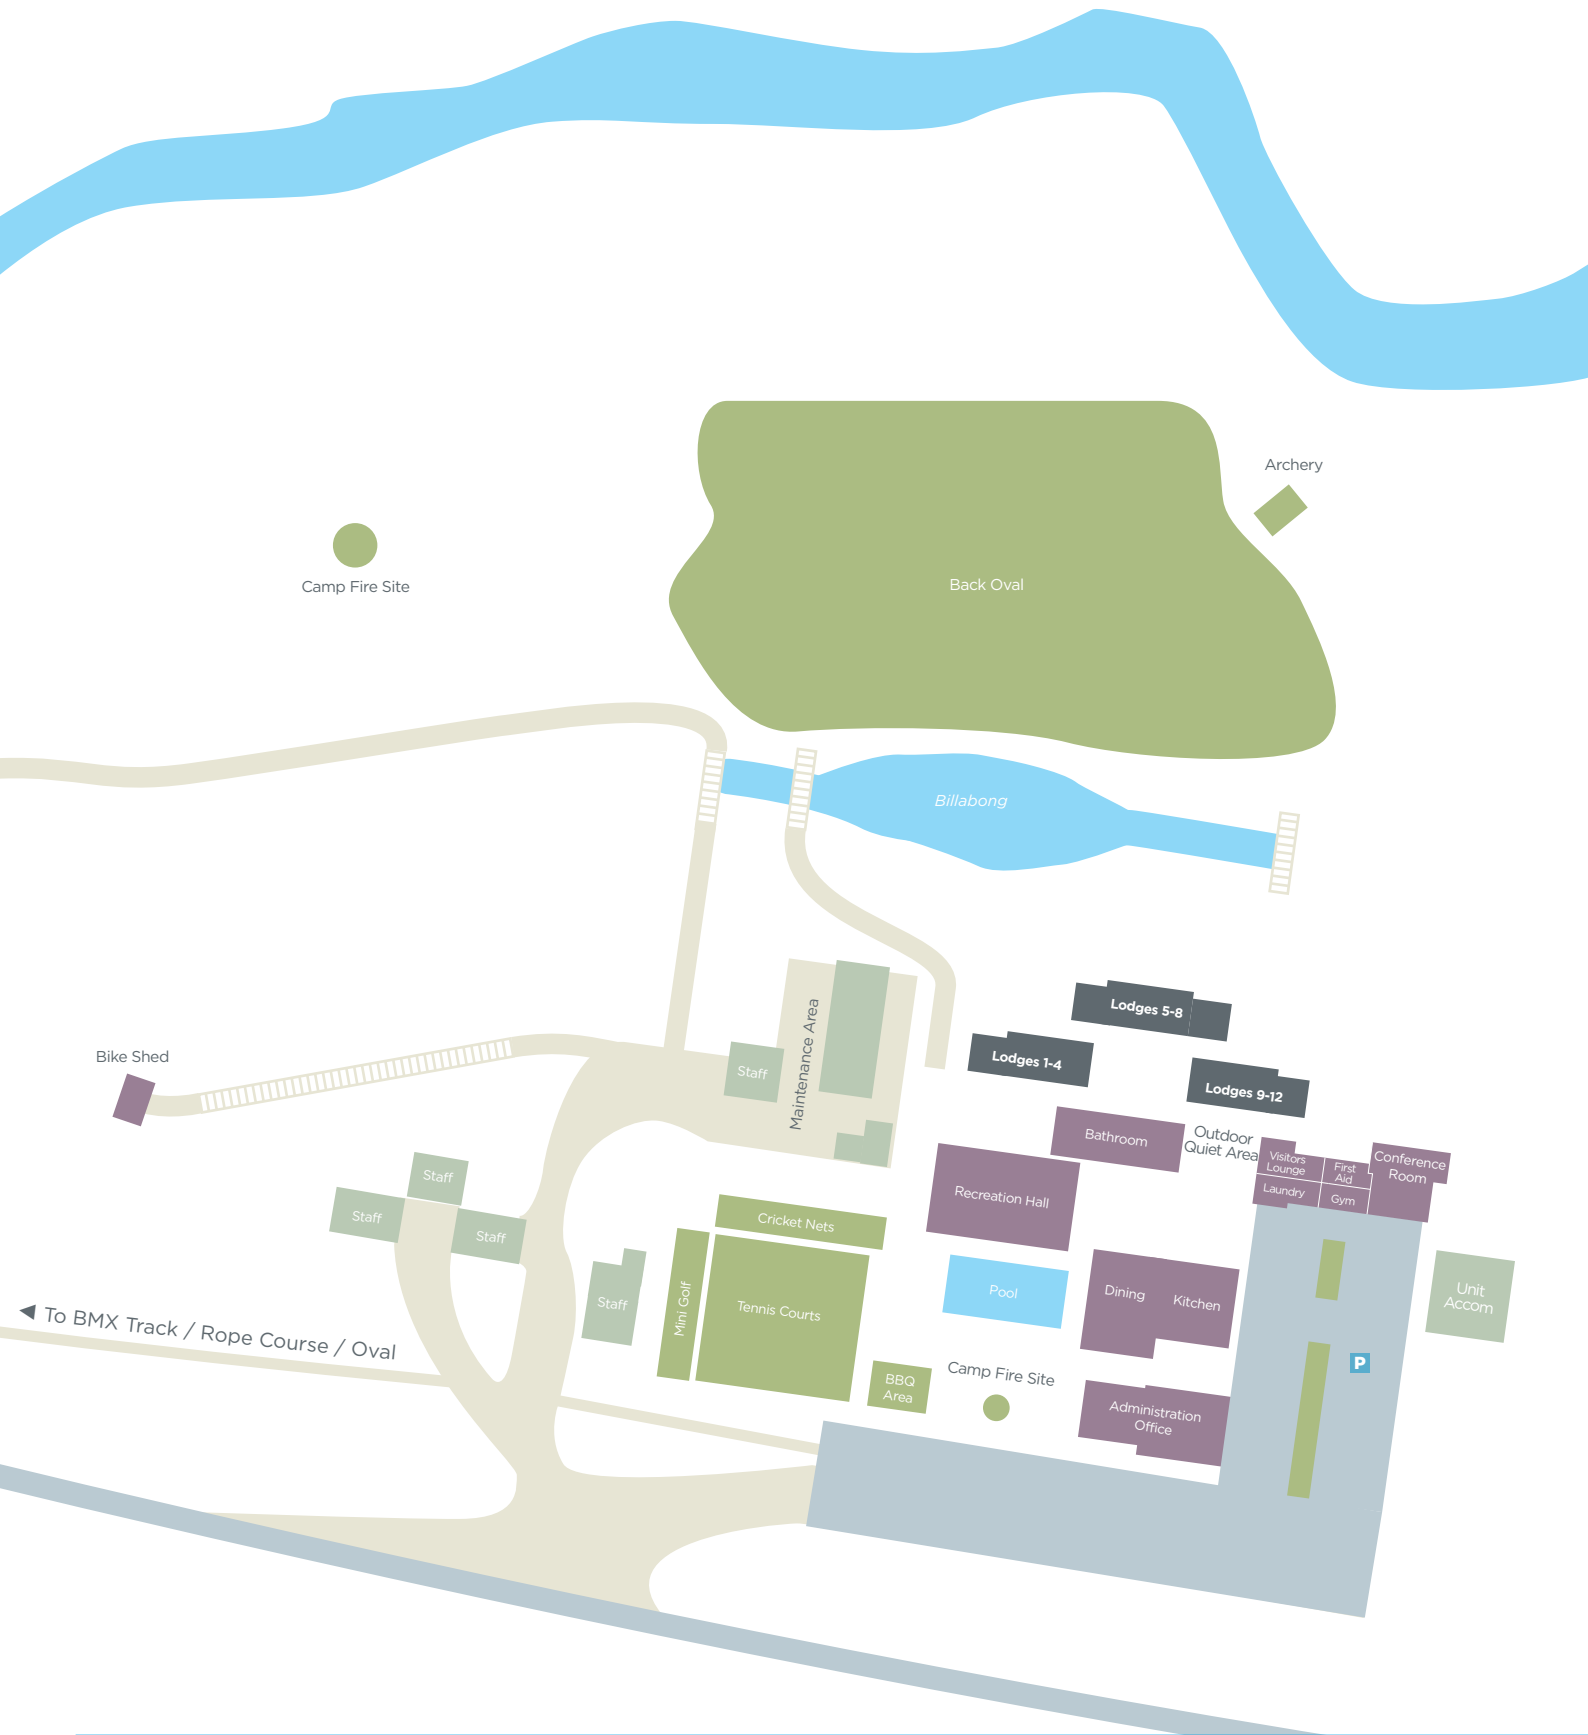 Archery
Back Oval
Camp Fire Site
Billabong
Lodges 5-8
Lodges 1-4
Lodges 9-12
Maintenance Area
Staff
Bike Shed
Bathroom
Outdoor
Quiet Area
Visitors
Lounge
First
Aid
Conference
Room
Laundry
Gym
Staff
Staff
Staff
Recreation Hall
Cricket Nets
Mini Golf
Tennis Courts
Staff
Pool
Dining
Kitchen
Unit
Accom
To BMX Track / Rope Course / Oval
P
Camp Fire Site
BBQ
Area
Administration
Office